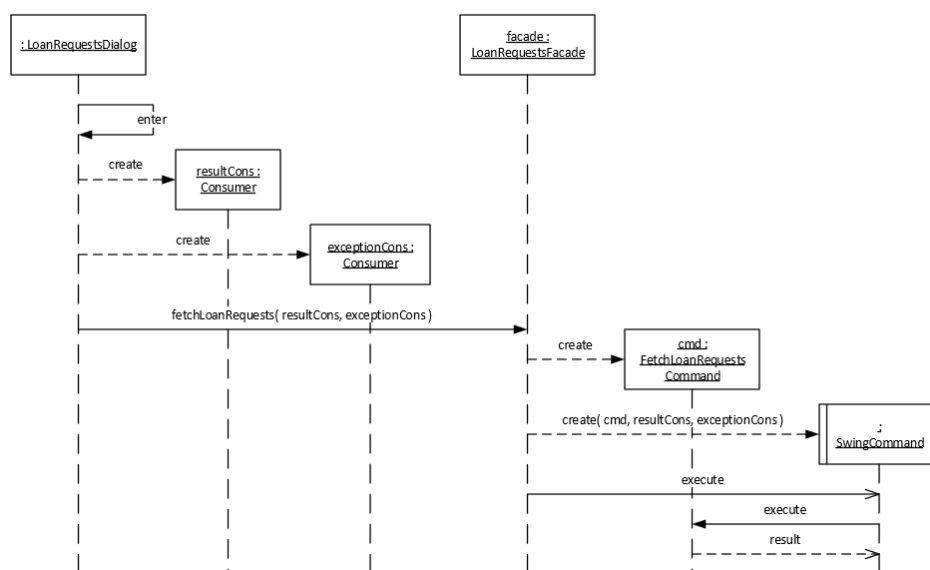 : LoanRequestsDialog
facade :
LoanRequestsFacade
enter
create
resultCons :
Consumer
create
exceptionCons :
Consumer
fetchLoanRequests( resultCons, exceptionCons )
create
cmd :
FetchLoanRequests
Command
create( cmd, resultCons, exceptionCons )
:
SwingCommand
execute
execute
result